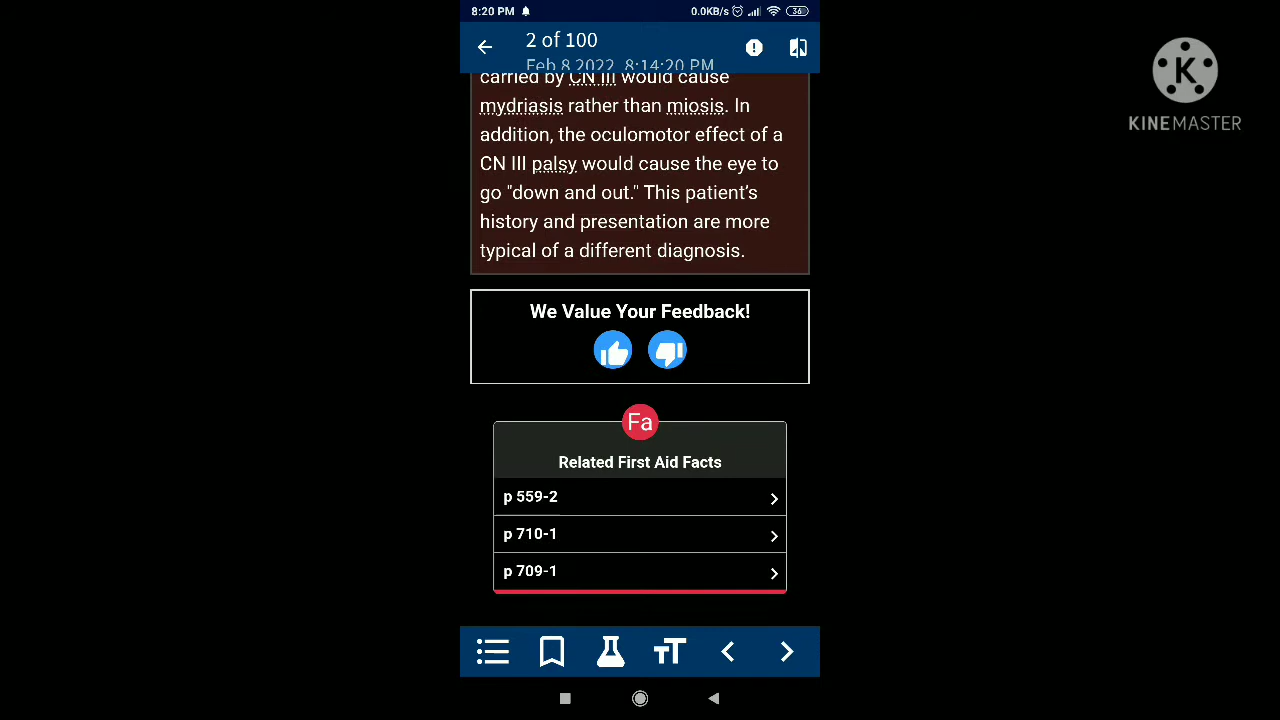 8:20 PM 0.0KB/s 36
2 of 100
Feb 8 2022 8:14:20 PM
carried by CN III would cause
mydriasis rather than miosis. In
addition, the oculomotor effect of a
CN III palsy would cause the eye to
go "down and out." This patient's
history and presentation are more
typical of a different diagnosis.
We Value Your Feedback!
Fa
Related First Aid Facts
p 559-2
p 710-1
p 709-1
K
KINEMASTER